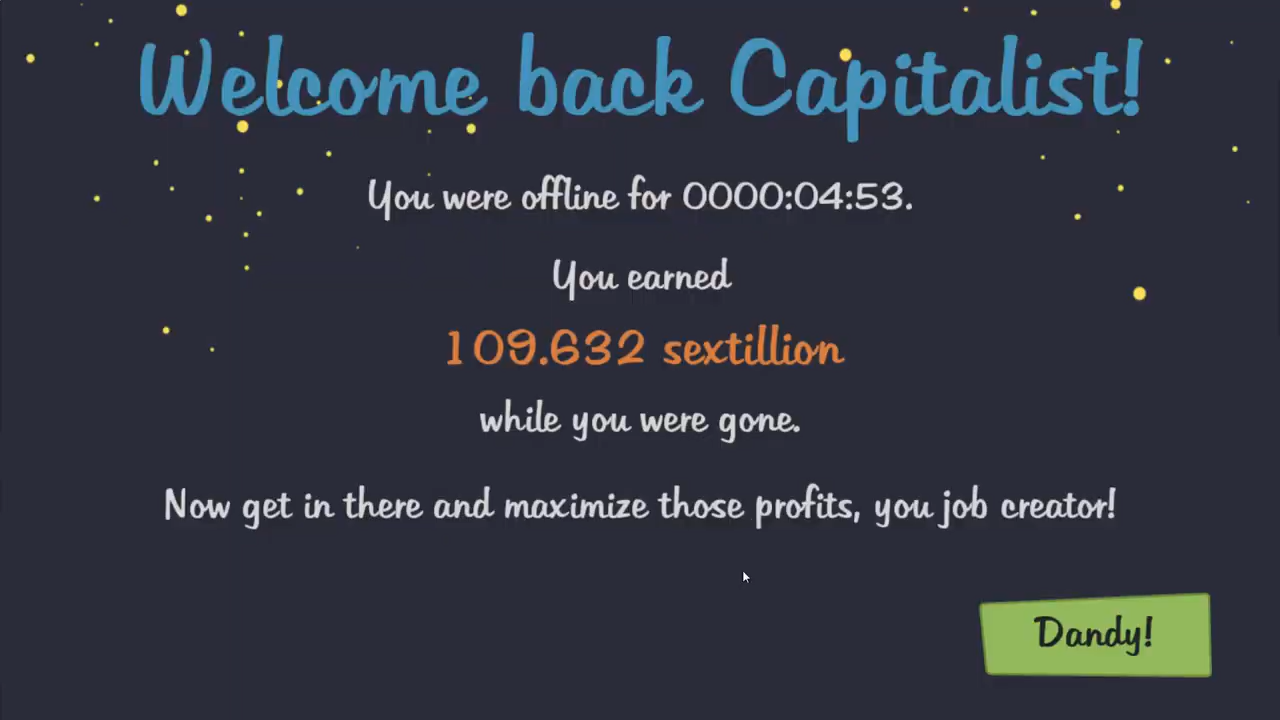 Welcome back Capitalist!
You were offline for 0000:04:53.
You earned
109.632 sextillion
while you were gone.
Now get in there and maximize those profits, you job creator!
Dandy!